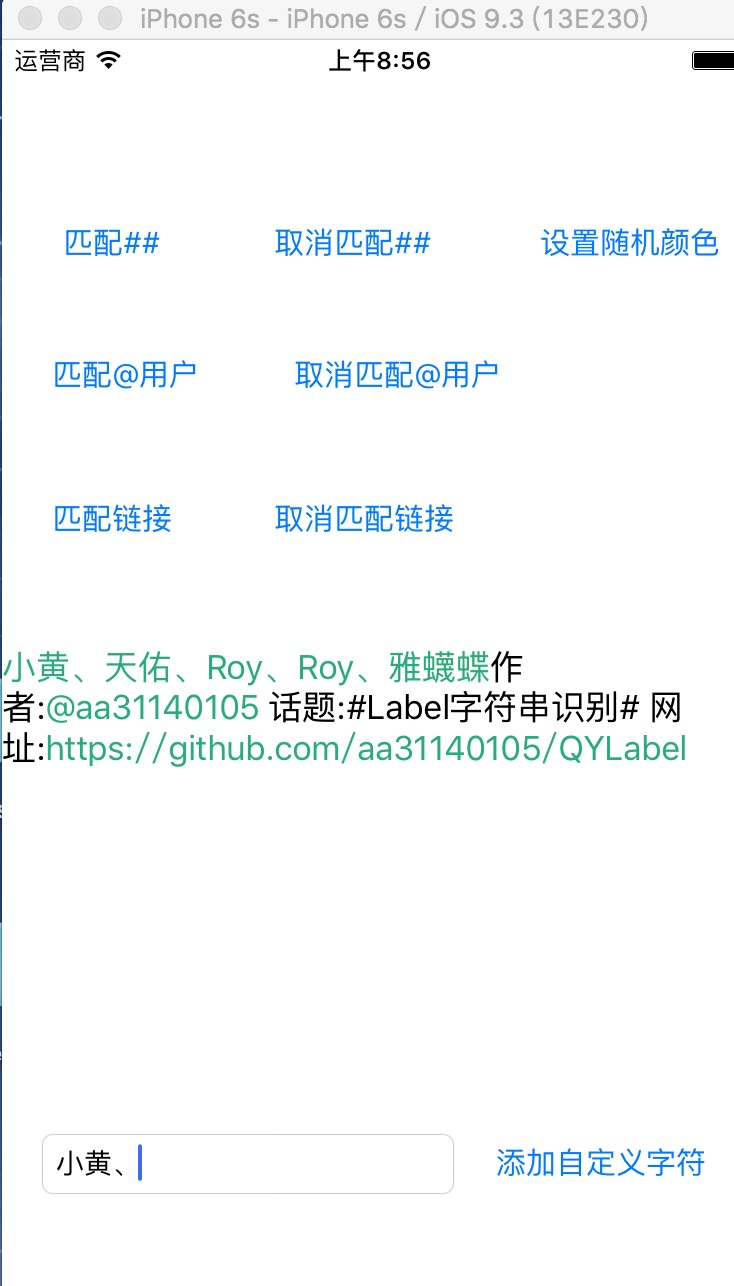 iPhone 6s - iPhone 6s / iOS 9.3 (13E230)
运营商 上午8:56
匹配## 取消匹配## 设置随机颜色
匹配@用户 取消匹配@用户
匹配链接 取消匹配链接
小黄、天佑、Roy、Roy、雅蠛蝶作
者:@aa31140105 话题:#Label字符串识别# 网
址:https://github.com/aa31140105/QYLabel
小黄、 添加自定义字符